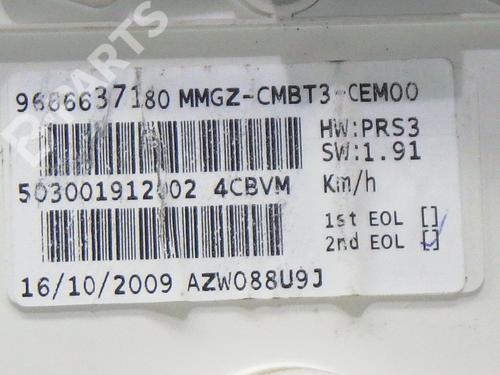 B-PARTS
9666637180 MMGZ-CMBT3-CEM00
HW:PRS3
SW:1.91
503001912002 4CBVM
Km/h
1st EOL []
2nd EOL []
16/10/2009 AZW088U9J